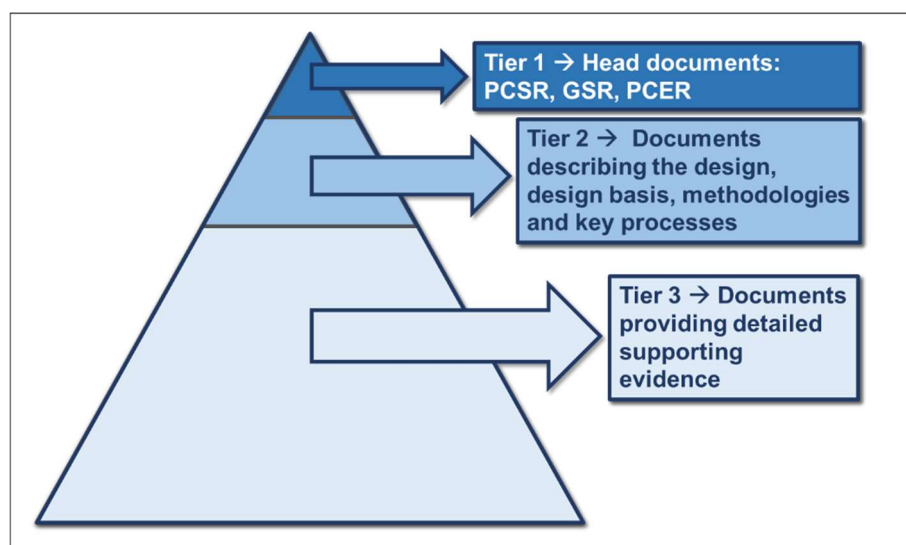 Tier 1 → Head documents:
PCSR, GSR, PCER
Tier 2 → Documents
describing the design,
design basis, methodologies
and key processes
Tier 3 → Documents
providing detailed
supporting
evidence